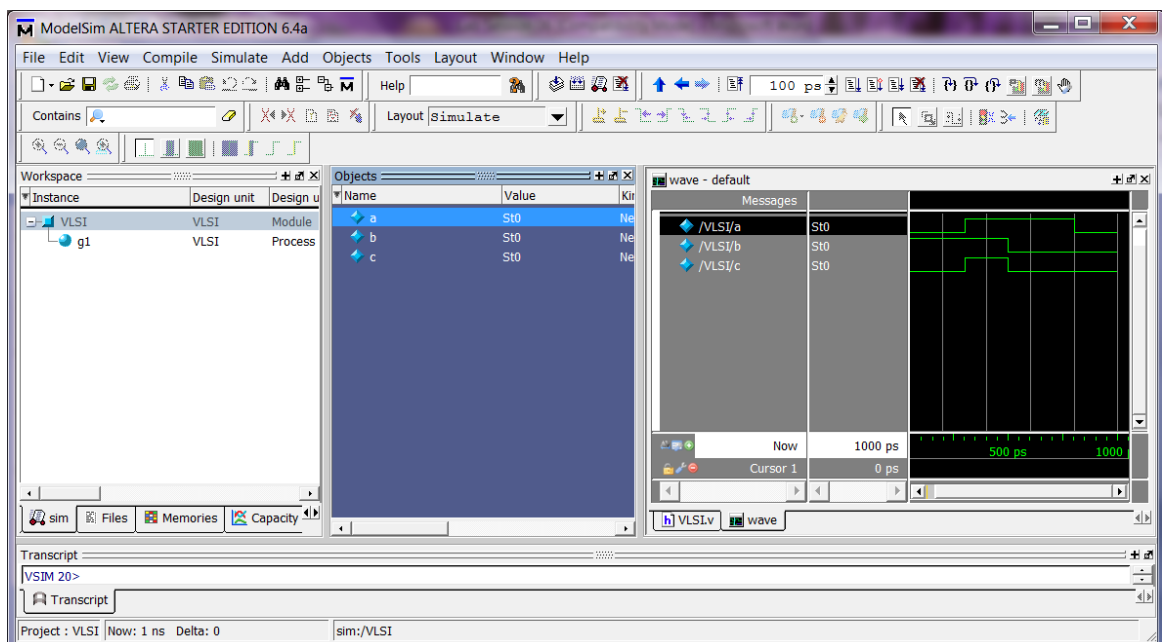 ModelSim ALTERA STARTER EDITION 6.4a
File Edit View Compile Simulate Add Objects Tools Layout Window Help
Help 100 ps
Contains Layout Simulate
Workspace
Instance Design unit Design u
VLSI VLSI Module
g1 VLSI Process
sim Files Memories Capacity
Objects
Name Value Kin
a St0 Ne
b St0 Ne
c St0 Ne
wave - default
Messages
/VLSI/a St0
/VLSI/b St0
/VLSI/c St0
Now 1000 ps 500 ps 1000
Cursor 1 0 ps
h VLSI.v wave
Transcript
VSIM 20>
Transcript
Project : VLSI Now: 1 ns Delta: 0 sim:/VLSI